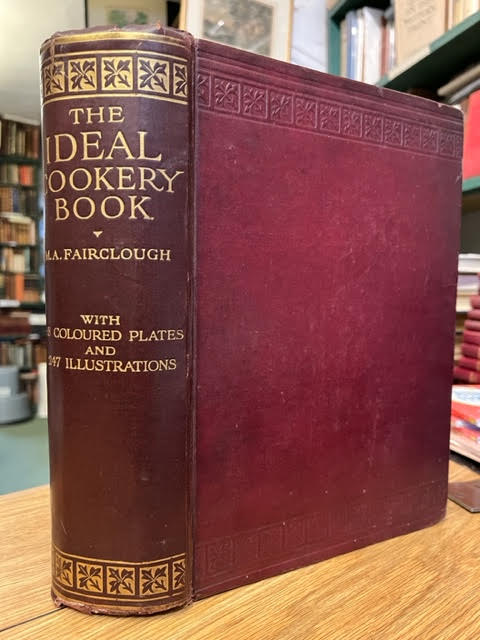 THE
IDEAL
COOKERY
BOOK
M.A. FAIRCLOUGH
WITH
COLOURED PLATES
AND
247 ILLUSTRATIONS